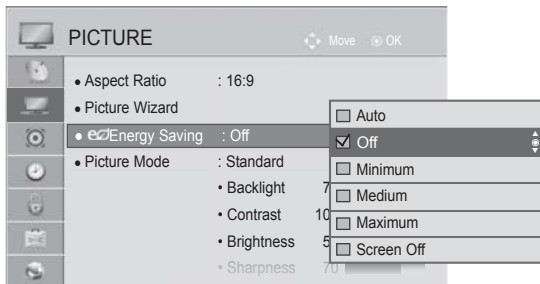 PICTURE
Move OK
• Aspect Ratio : 16:9
• Picture Wizard
• eco Energy Saving : Off
• Picture Mode : Standard
• Backlight 7
• Contrast 10
• Brightness 5
• Sharpness 70
Auto
Off
Minimum
Medium
Maximum
Screen Off